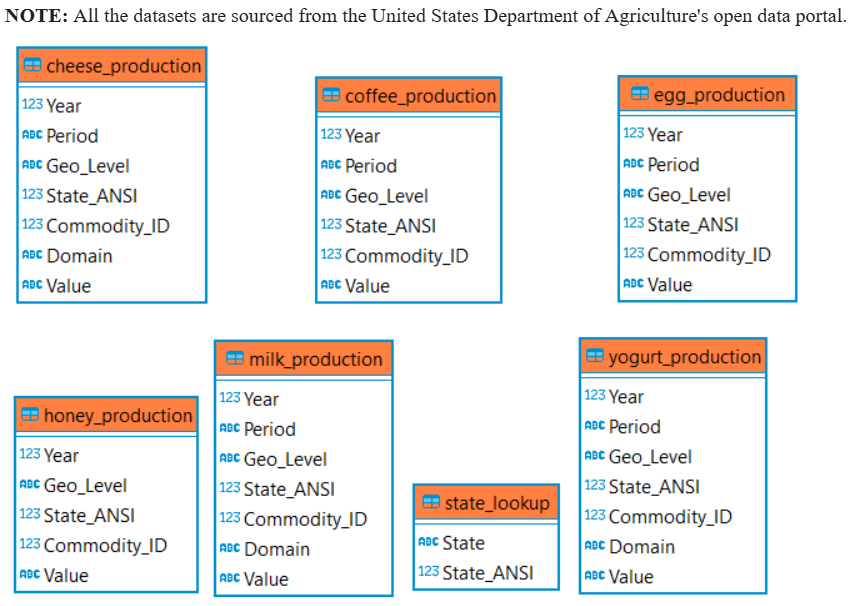 NOTE: All the datasets are sourced from the United States Department of Agriculture's open data portal.
cheese_production
123 Year
ABC Period
ABC Geo_Level
123 State_ANSI
123 Commodity_ID
ABC Domain
ABC Value
coffee_production
123 Year
ABC Period
ABC Geo_Level
123 State_ANSI
123 Commodity_ID
ABC Value
egg_production
123 Year
ABC Period
ABC Geo_Level
123 State_ANSI
123 Commodity_ID
ABC Value
honey_production
123 Year
ABC Geo_Level
123 State_ANSI
123 Commodity_ID
ABC Value
milk_production
123 Year
ABC Period
ABC Geo_Level
123 State_ANSI
123 Commodity_ID
ABC Domain
ABC Value
state_lookup
ABC State
123 State_ANSI
yogurt_production
123 Year
ABC Period
ABC Geo_Level
123 State_ANSI
123 Commodity_ID
ABC Domain
ABC Value